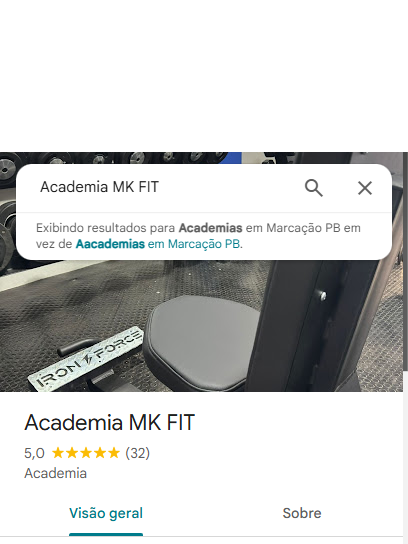 Academia MK FIT
Exibindo resultados para Academias em Marcação PB em
vez de Aacademias em Marcação PB.
IRON FORCE
Academia MK FIT
5,0 ★★★★★ (32)
Academia
Visão geral Sobre